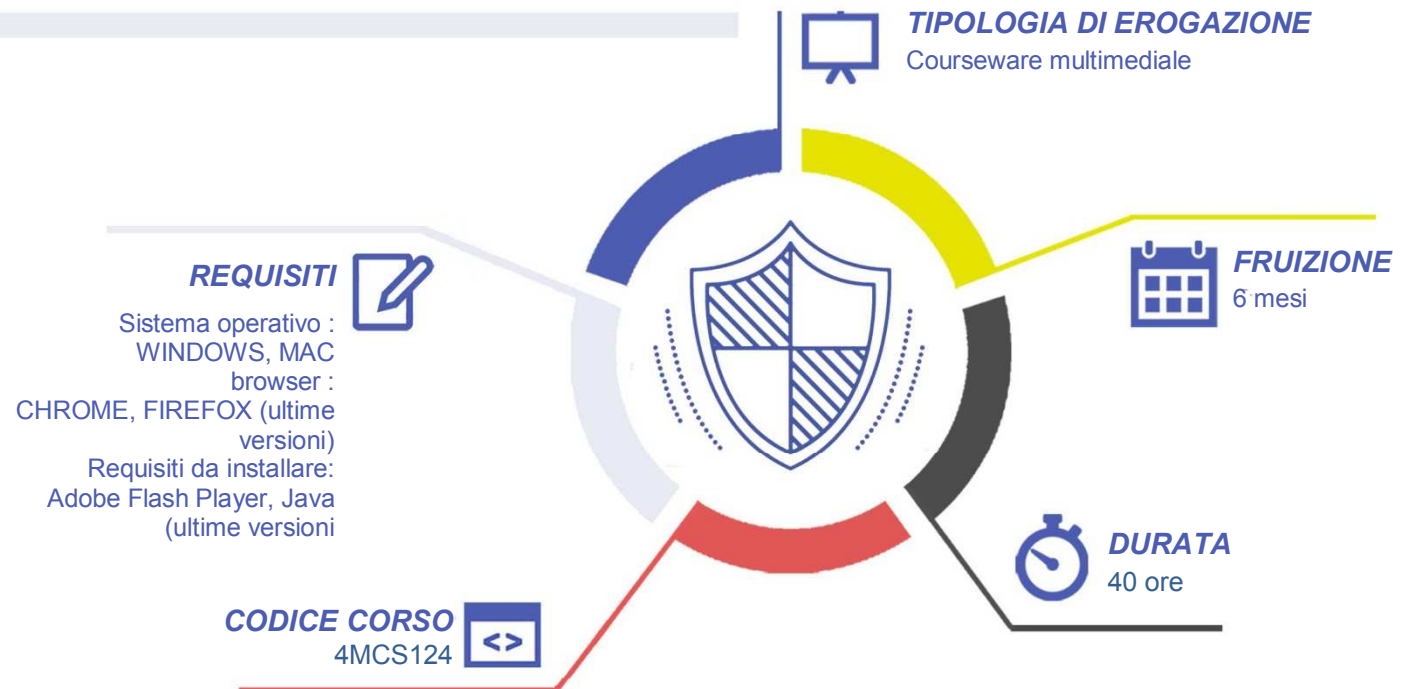 TIPOLOGIA DI EROGAZIONE
Courseware multimediale
REQUISITI
Sistema operativo :
WINDOWS, MAC
browser :
CHROME, FIREFOX (ultime
versioni)
Requisiti da installare:
Adobe Flash Player, Java
(ultime versioni
FRUIZIONE
6 mesi
DURATA
40 ore
CODICE CORSO
4MCS124
<>